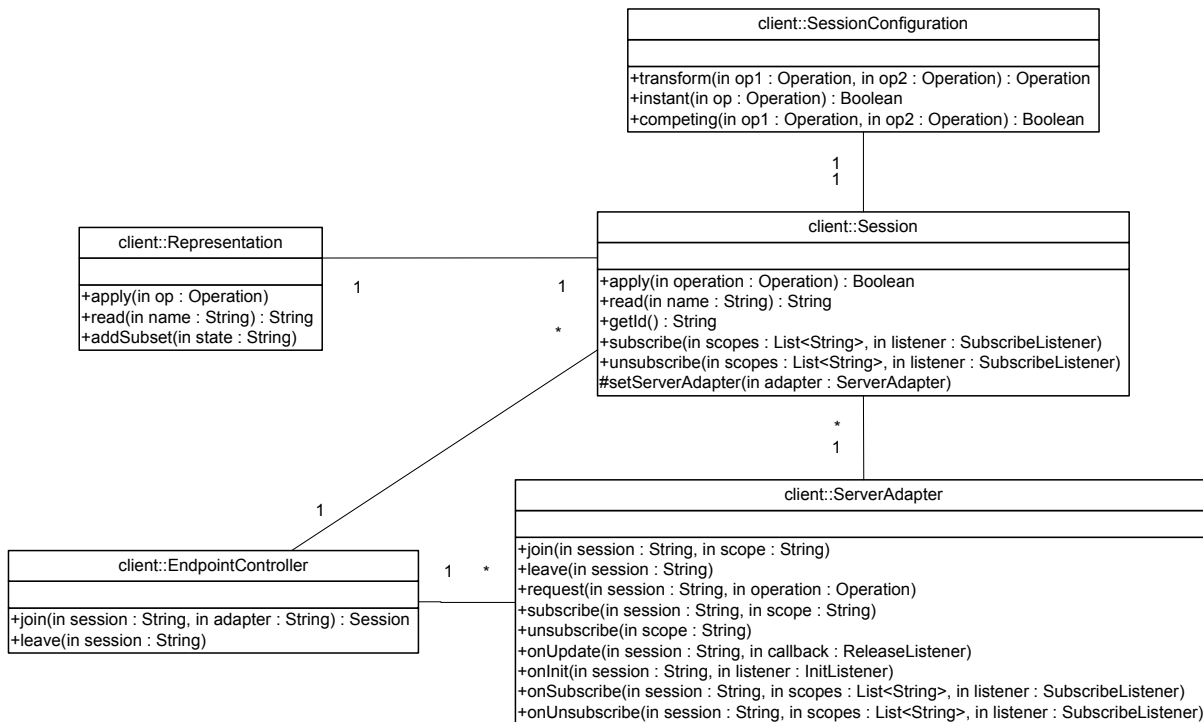 client::SessionConfiguration
+transform(in op1 : Operation, in op2 : Operation) : Operation
+instant(in op : Operation) : Boolean
+competing(in op1 : Operation, in op2 : Operation) : Boolean
1
1
client::Representation
+apply(in op : Operation)
+read(in name : String) : String
+addSubset(in state : String)
1
1
client::Session
+apply(in operation : Operation) : Boolean
+read(in name : String) : String
+getId() : String
+subscribe(in scopes : List<String>, in listener : SubscribeListener)
+unsubscribe(in scopes : List<String>, in listener : SubscribeListener)
#setServerAdapter(in adapter : ServerAdapter)
*
1
*
1
client::EndpointController
+join(in session : String, in adapter : String) : Session
+leave(in session : String)
1
*
client::ServerAdapter
+join(in session : String, in scope : String)
+leave(in session : String)
+request(in session : String, in operation : Operation)
+subscribe(in session : String, in scope : String)
+unsubscribe(in scope : String)
+onUpdate(in session : String, in callback : ReleaseListener)
+onInit(in session : String, in listener : InitListener)
+onSubscribe(in session : String, in scopes : List<String>, in listener : SubscribeListener)
+onUnsubscribe(in session : String, in scopes : List<String>, in listener : SubscribeListener)